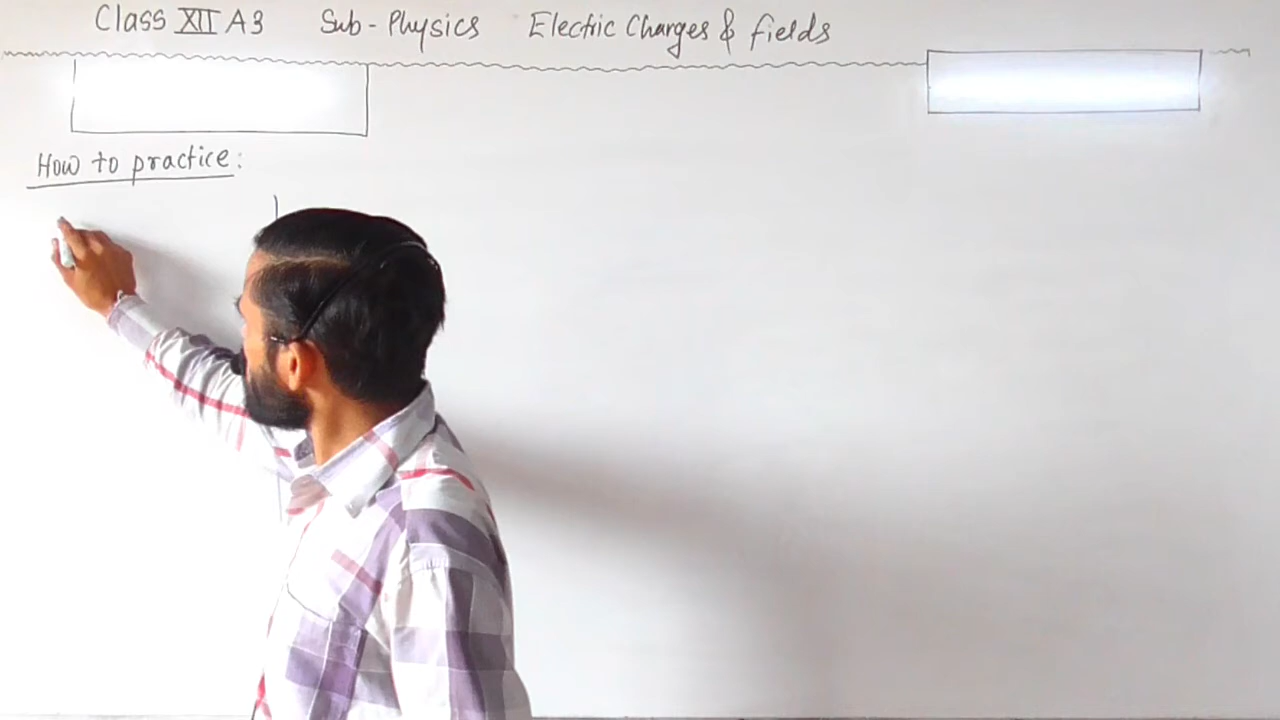 Class XII A3 Sub - Physics Electric Charges & fields
How to practice: